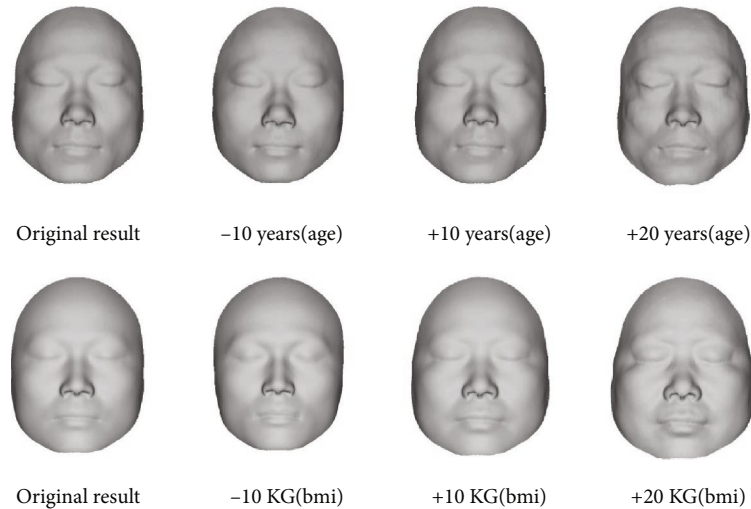 Original result
–10 years(age)
+10 years(age)
+20 years(age)
Original result
–10 KG(bmi)
+10 KG(bmi)
+20 KG(bmi)